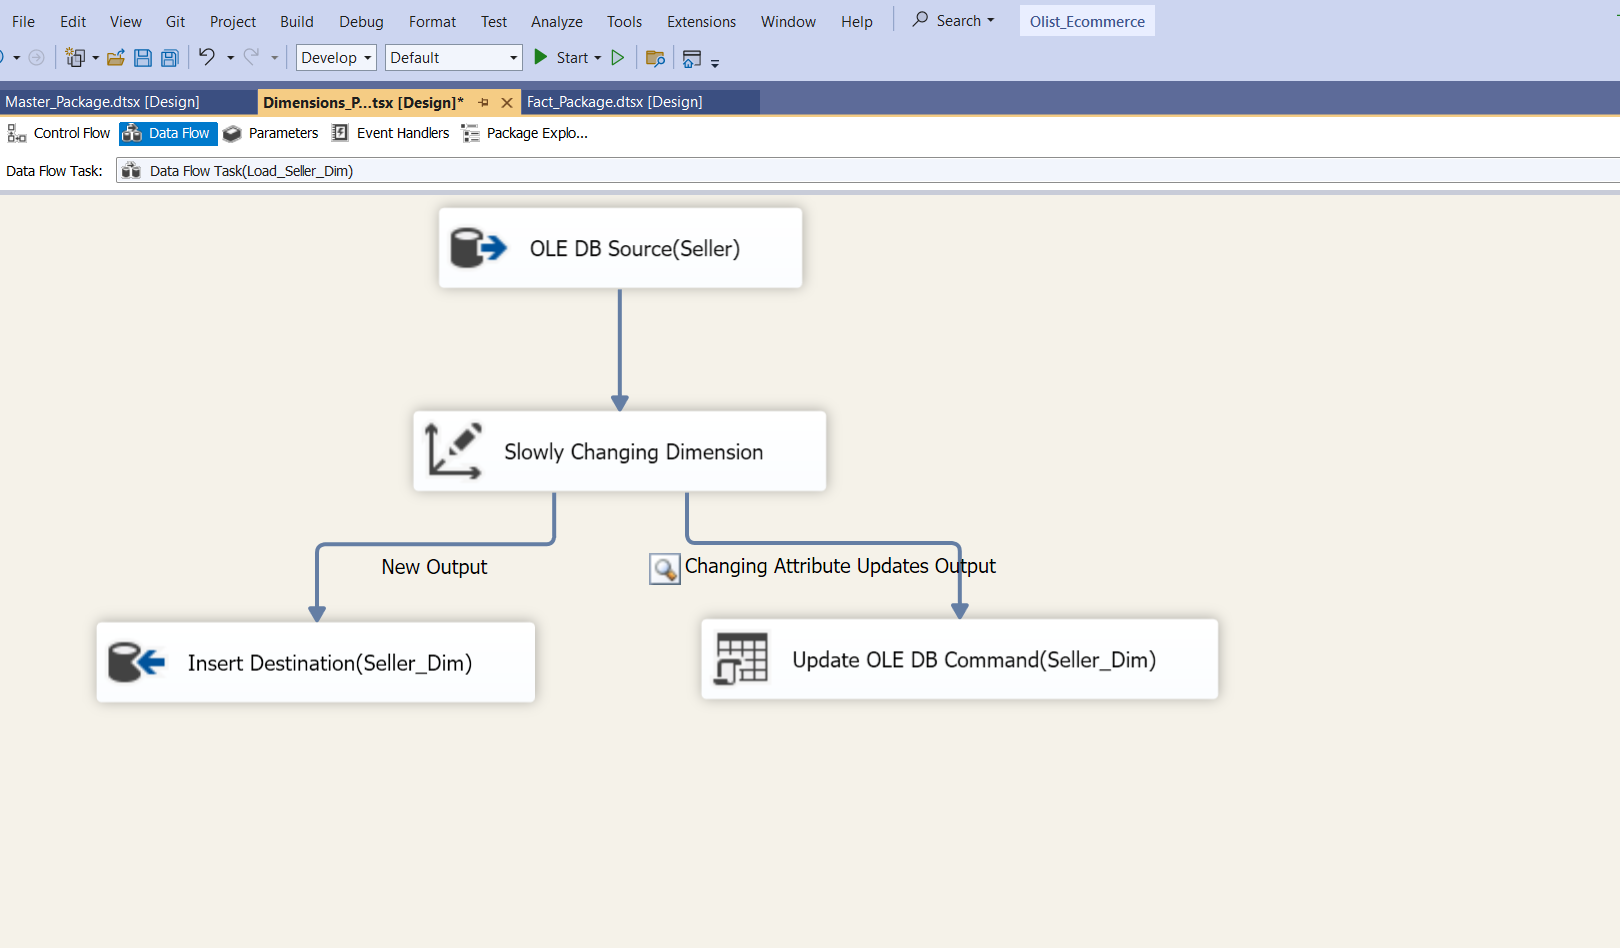 File Edit View Git Project Build Debug Format Test Analyze Tools Extensions Window Help Search Olist_Ecommerce
Develop Default Start
Master_Package.dtsx [Design] Dimensions_P...tsx [Design]* Fact_Package.dtsx [Design]
Control Flow Data Flow Parameters Event Handlers Package Explo...
Data Flow Task: Data Flow Task(Load_Seller_Dim)
OLE DB Source(Seller)
Slowly Changing Dimension
New Output Changing Attribute Updates Output
Insert Destination(Seller_Dim) Update OLE DB Command(Seller_Dim)